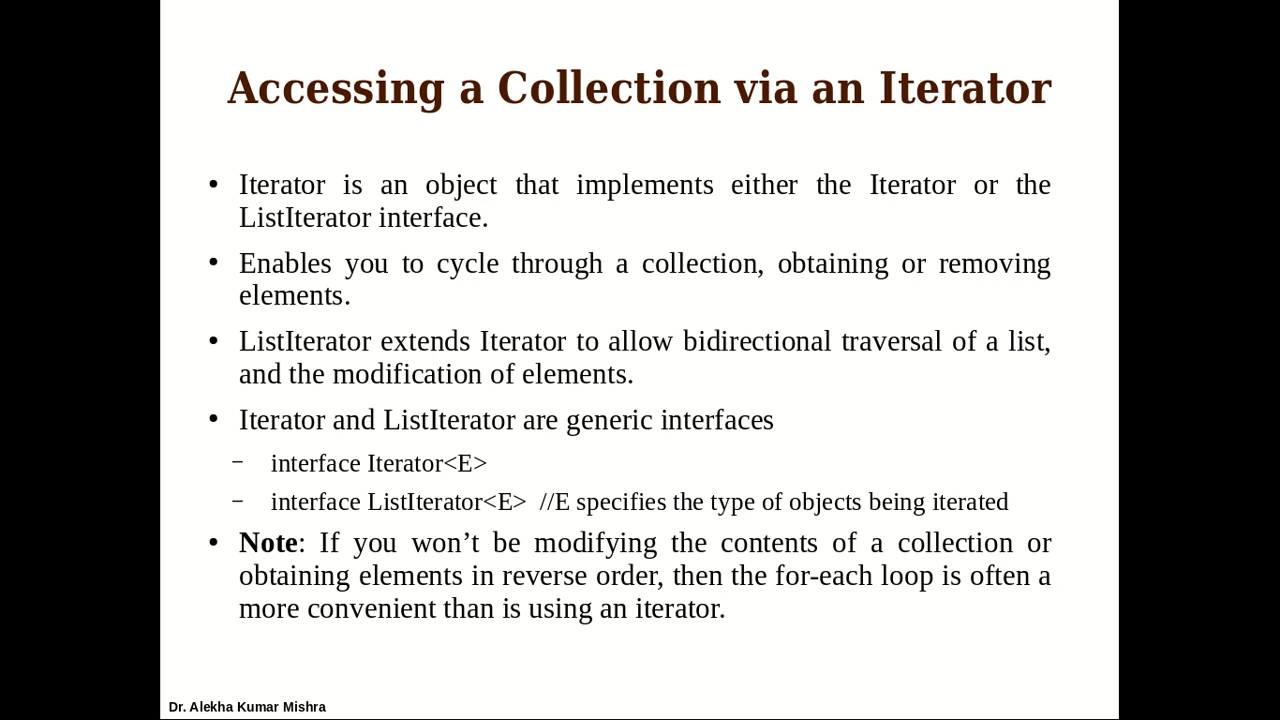 Accessing a Collection via an Iterator
• Iterator is an object that implements either the Iterator or the
ListIterator interface.
• Enables you to cycle through a collection, obtaining or removing
elements.
• ListIterator extends Iterator to allow bidirectional traversal of a list,
and the modification of elements.
• Iterator and ListIterator are generic interfaces
– interface Iterator<E>
– interface ListIterator<E>  //E specifies the type of objects being iterated
• Note: If you won’t be modifying the contents of a collection or
obtaining elements in reverse order, then the for-each loop is often a
more convenient than is using an iterator.
Dr. Alekha Kumar Mishra